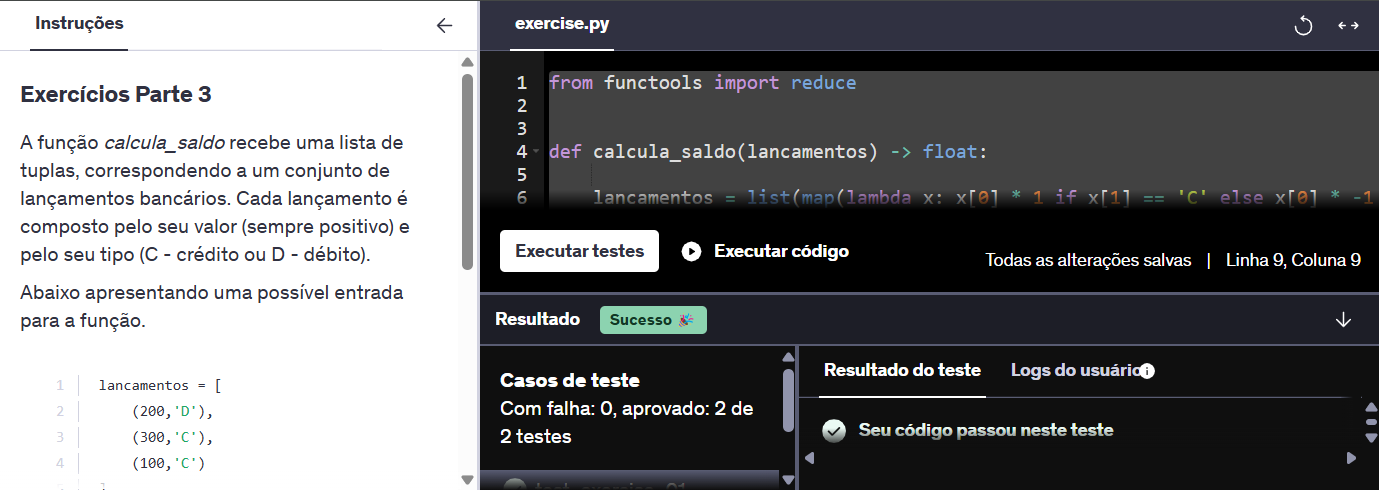 Instruções
Exercícios Parte 3
A função calcula_saldo recebe uma lista de
tuplas, correspondendo a um conjunto de
lançamentos bancários. Cada lançamento é
composto pelo seu valor (sempre positivo) e
pelo seu tipo (C - crédito ou D - débito).
Abaixo apresentando uma possível entrada
para a função.
1 lancamentos = [
2 (200,'D'),
3 (300,'C'),
4 (100,'C')
exercise.py
1 from functools import reduce
2
3
4 def calcula_saldo(lancamentos) -> float:
5
6 lancamentos = list(map(lambda x: x[0] * 1 if x[1] == 'C' else x[0] * -1
Executar testes
Executar código
Todas as alterações salvas | Linha 9, Coluna 9
Resultado
Sucesso 🎉
Casos de teste
Com falha: 0, aprovado: 2 de
2 testes
Resultado do teste
Logs do usuário
Seu código passou neste teste